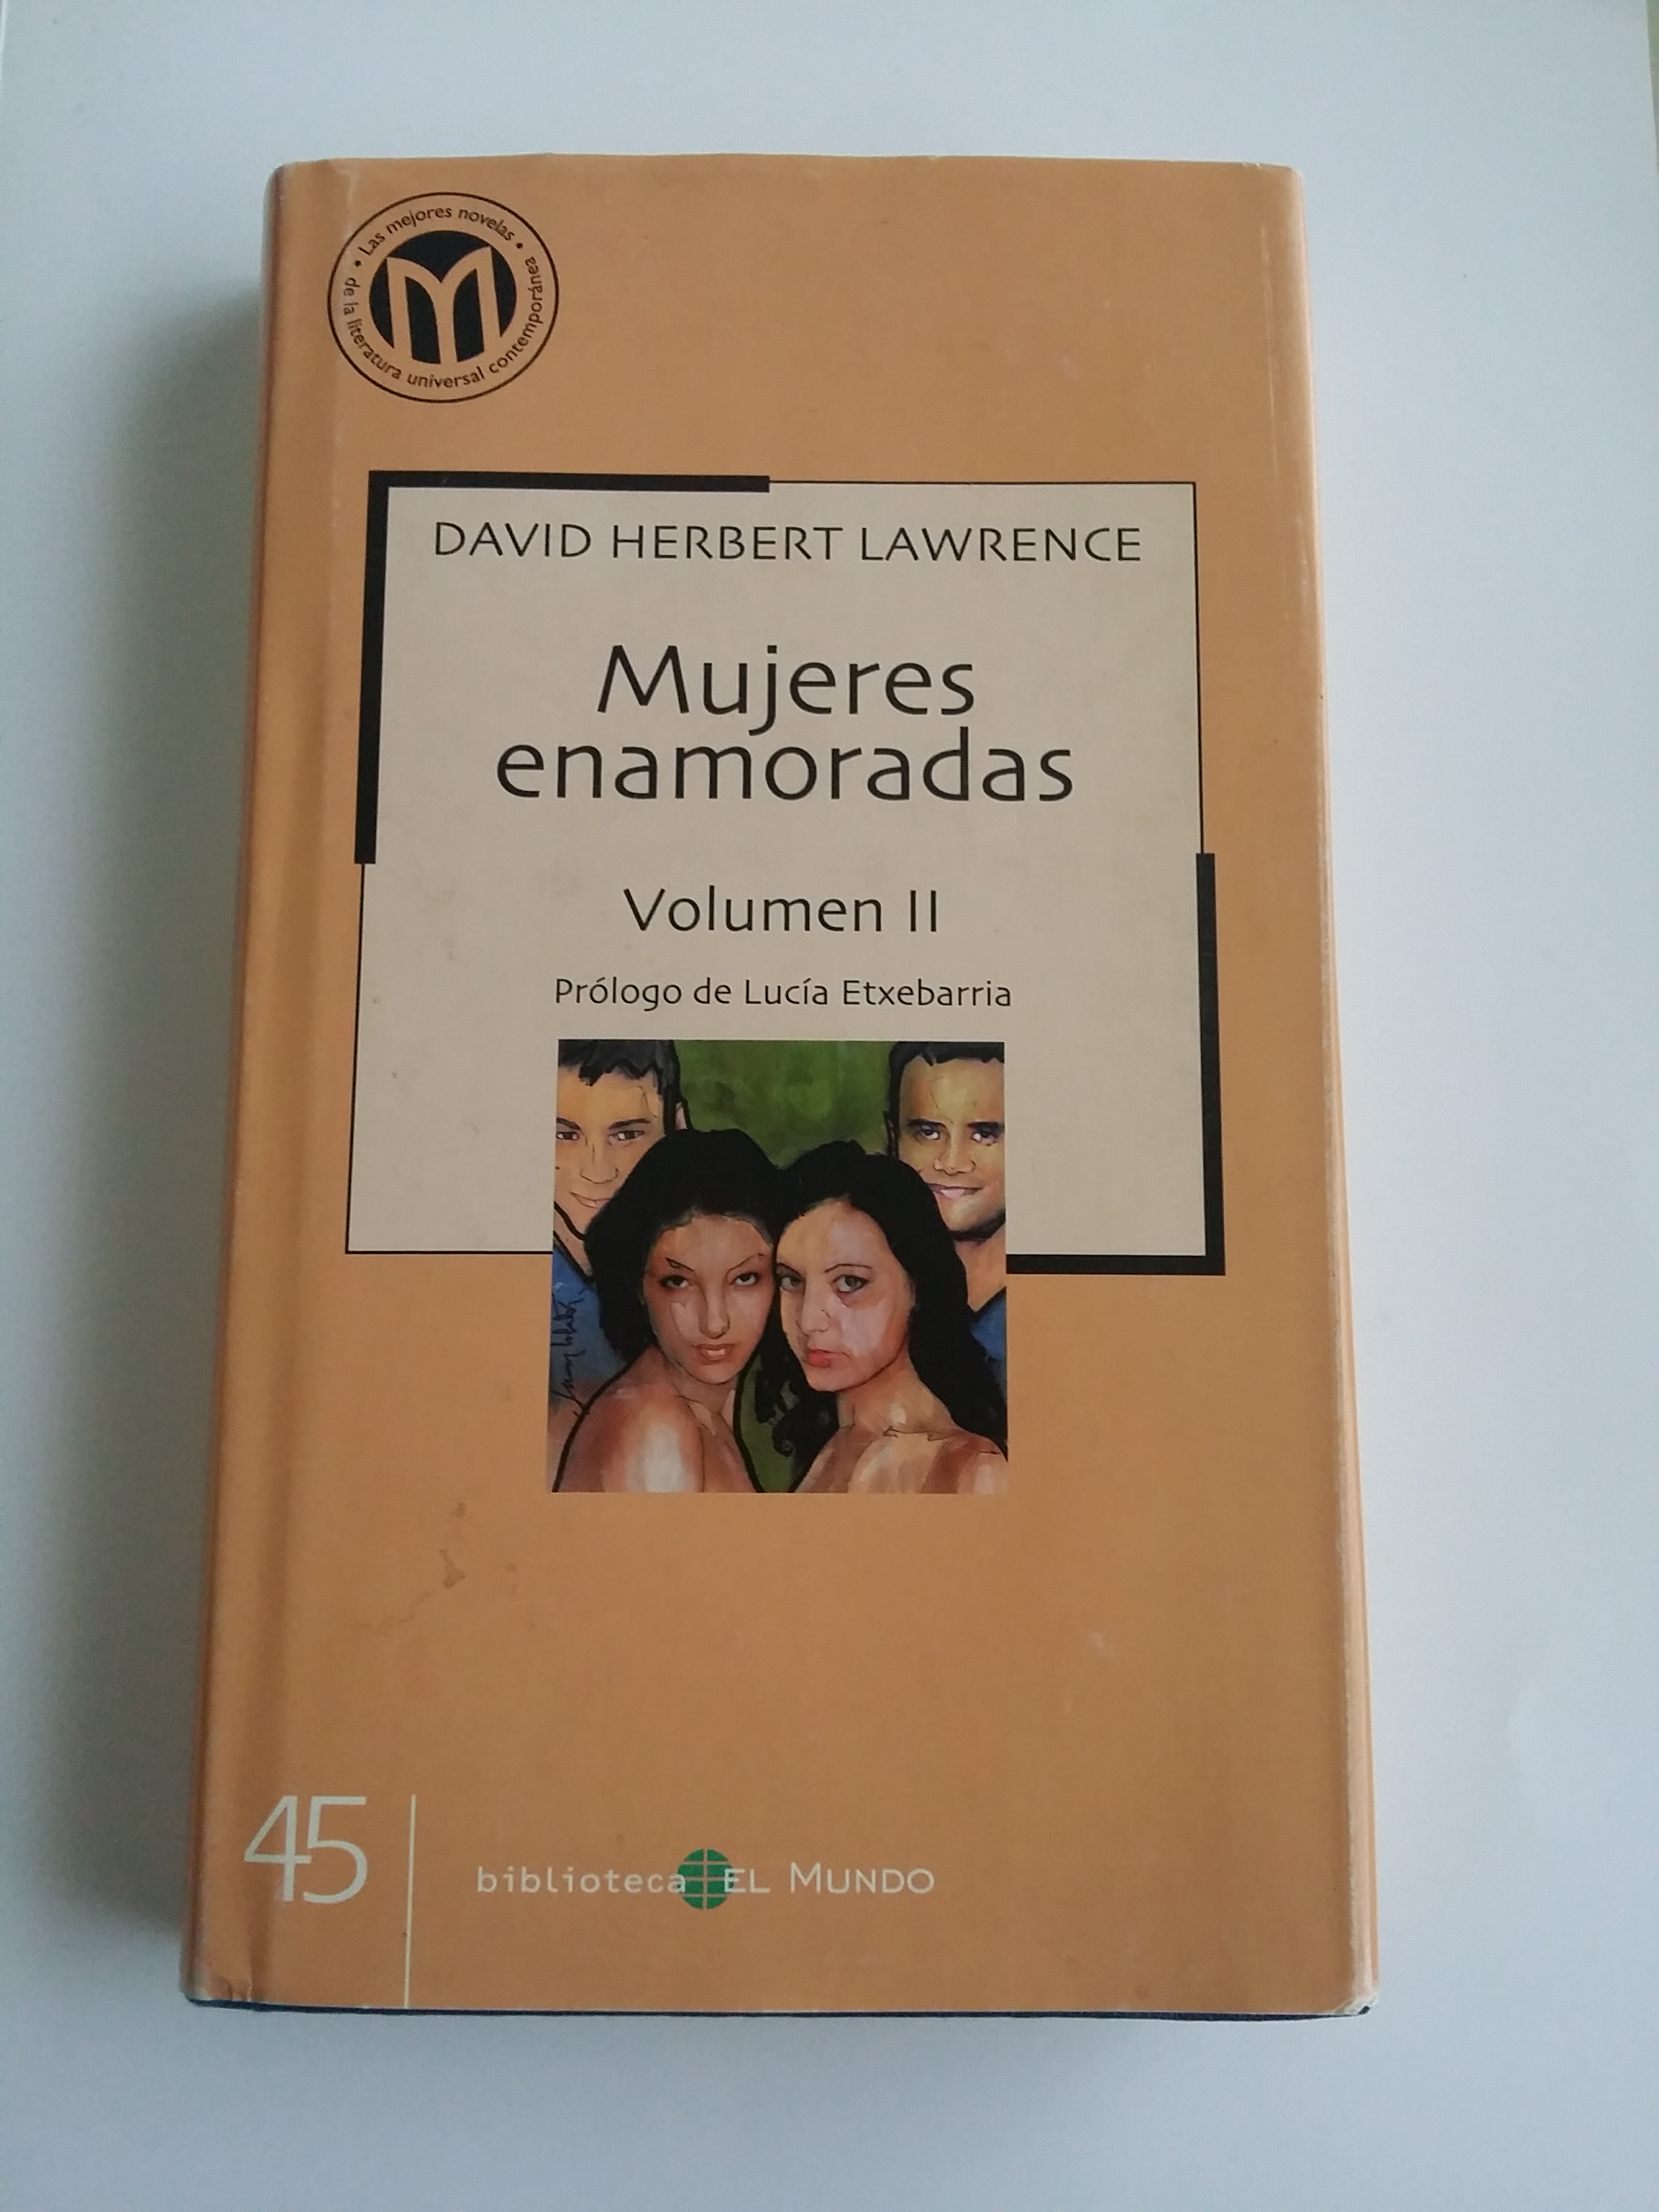 • Las mejores novelas •
de la literatura universal contemporánea
M
DAVID HERBERT LAWRENCE
Mujeres
enamoradas
Volumen II
Prólogo de Lucía Etxebarria
45
biblioteca EL MUNDO